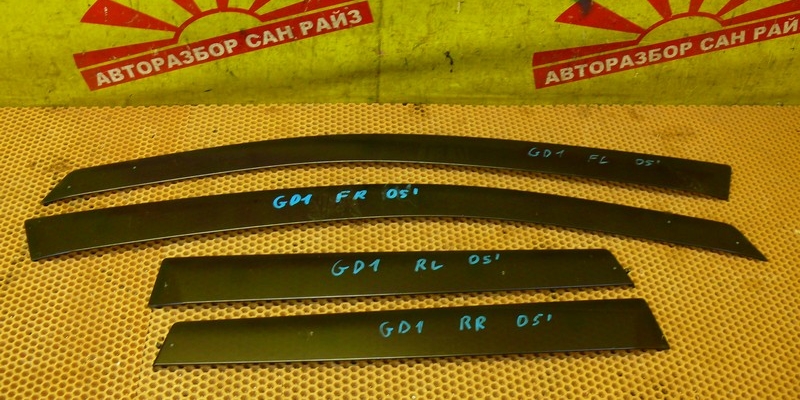 АВТОРАЗБОР САН РАЙЗ
АВТОРАЗБОР САН РАЙЗ
GD1 FL 05'
GD1 FR 05'
GD1 RL 05'
GD1 RR 05'